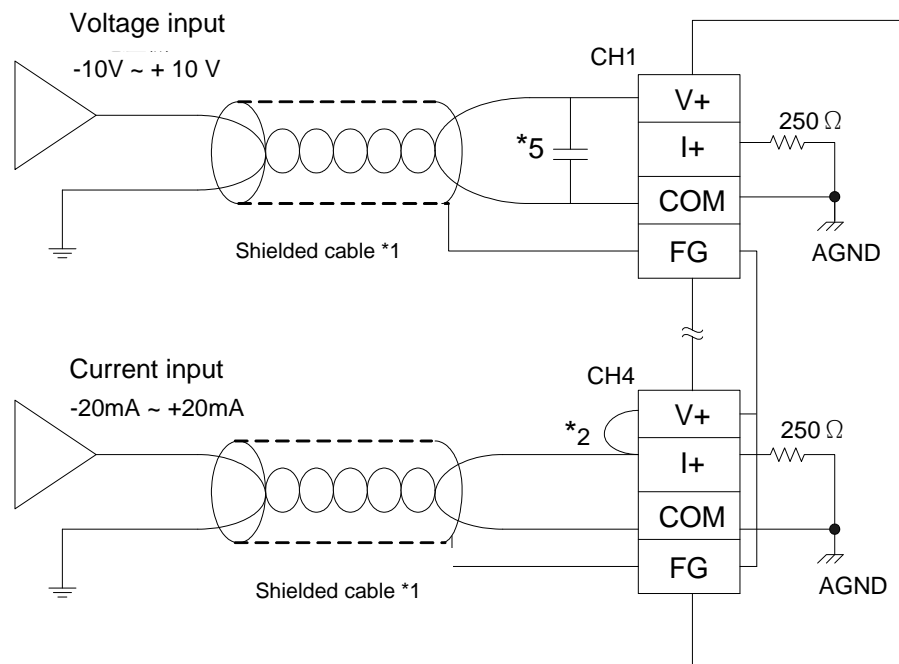 Voltage input
-10V ~ + 10 V
CH1
V+
I+
COM
FG
250 Ω
AGND
*5
Shielded cable *1
Current input
-20mA ~ +20mA
CH4
V+
I+
COM
FG
250 Ω
AGND
*2
Shielded cable *1